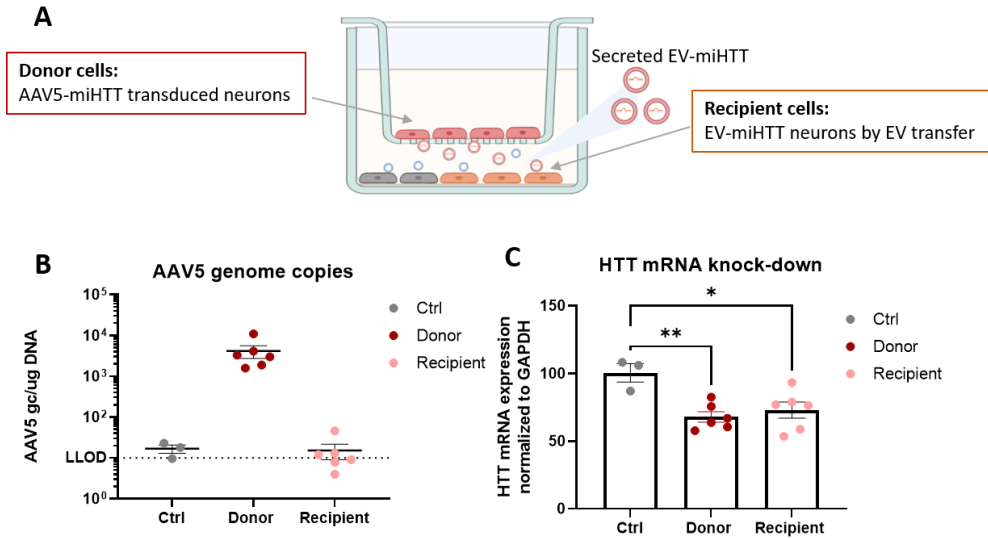 A
Donor cells:
AAV5-miHTT transduced neurons
Secreted EV-miHTT
Recipient cells:
EV-miHTT neurons by EV transfer
B
AAV5 genome copies
AAV5 gc/ug DNA
10⁵
10⁴
10³
10²
LLOD
10⁰
Ctrl
Donor
Recipient
Ctrl
Donor
Recipient
C
HTT mRNA knock-down
HTT mRNA expression
normalized to GAPDH
150
100
50
0
*
**
Ctrl
Donor
Recipient
Ctrl
Donor
Recipient